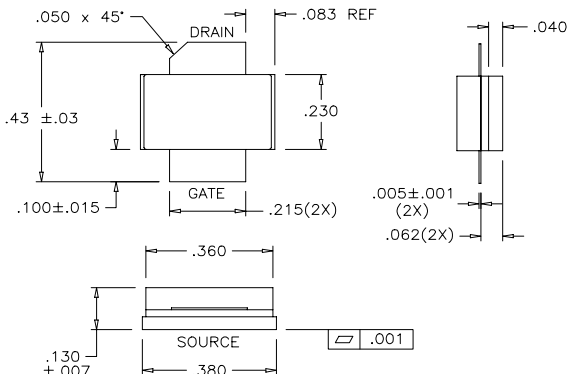 .050 x 45°
DRAIN
.083 REF
.040
.43 ±.03
.230
.100±.015
GATE
.215(2X)
.005±.001
(2X)
.062(2X)
.360
.130
±.007
SOURCE
.001
.380